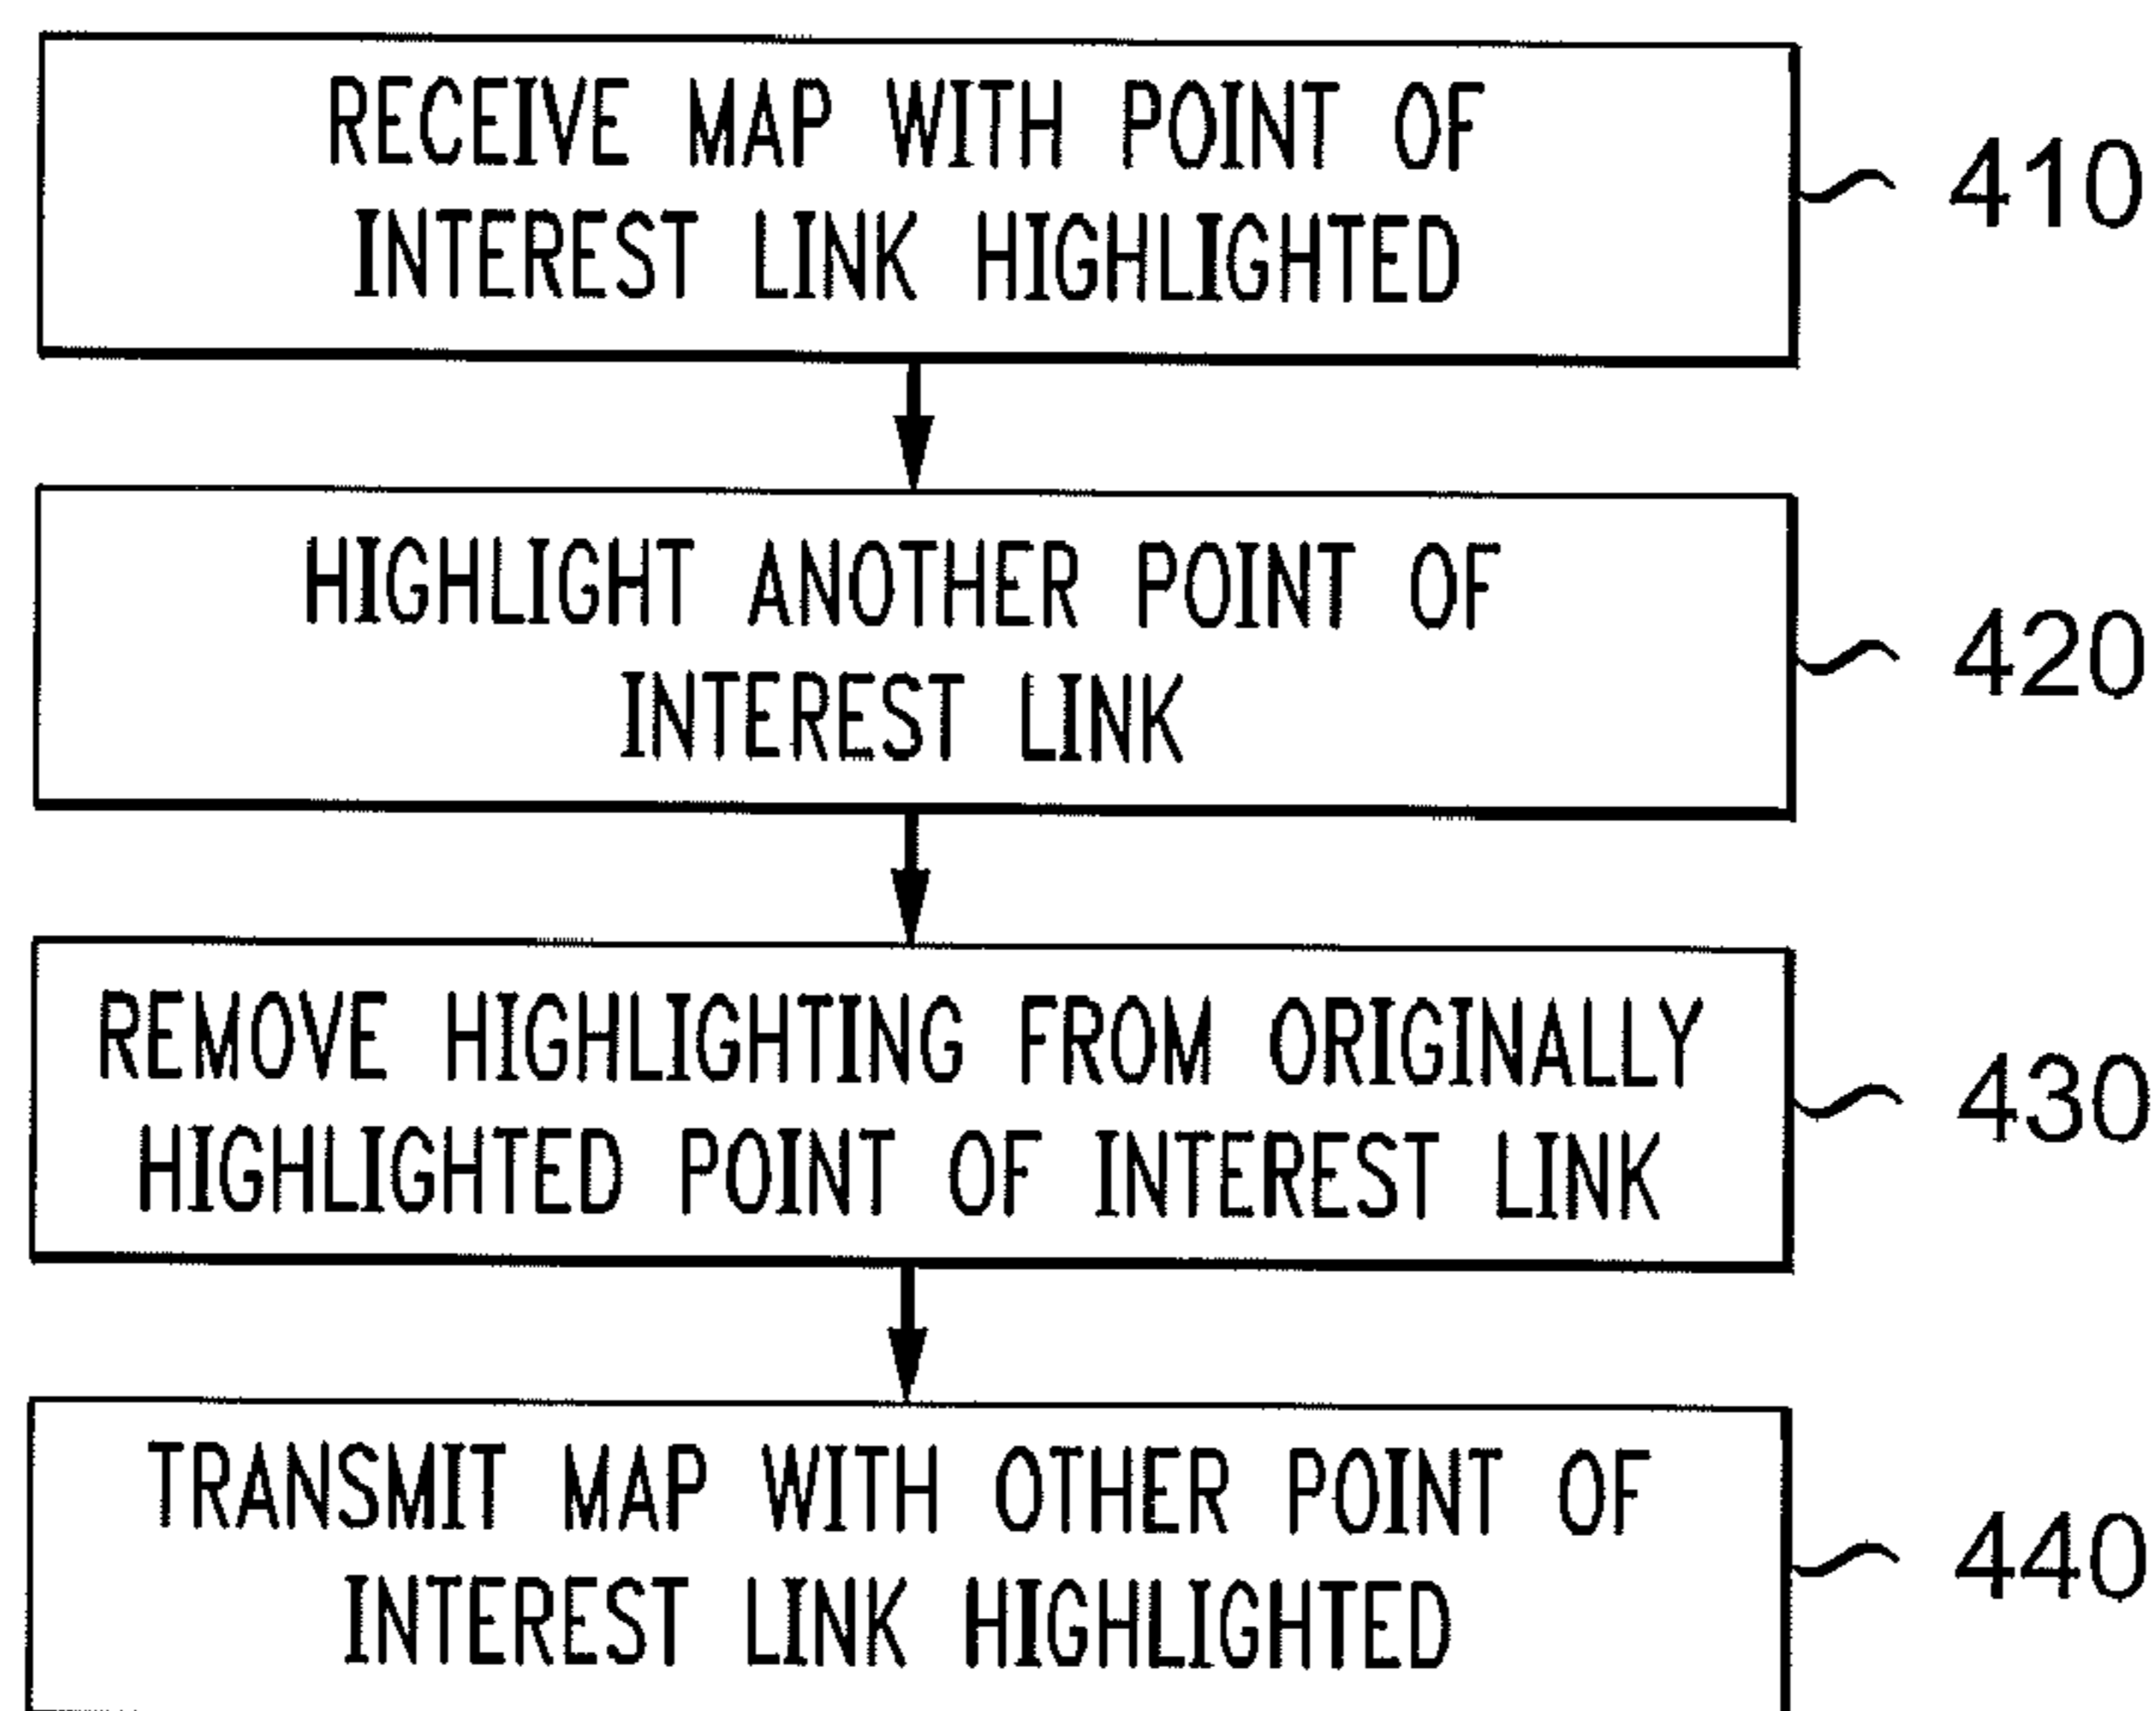 RECEIVE MAP WITH POINT OF
INTEREST LINK HIGHLIGHTED
410
HIGHLIGHT ANOTHER POINT OF
INTEREST LINK
420
REMOVE HIGHLIGHTING FROM ORIGINALLY
HIGHLIGHTED POINT OF INTEREST LINK
430
TRANSMIT MAP WITH OTHER POINT OF
INTEREST LINK HIGHLIGHTED
440